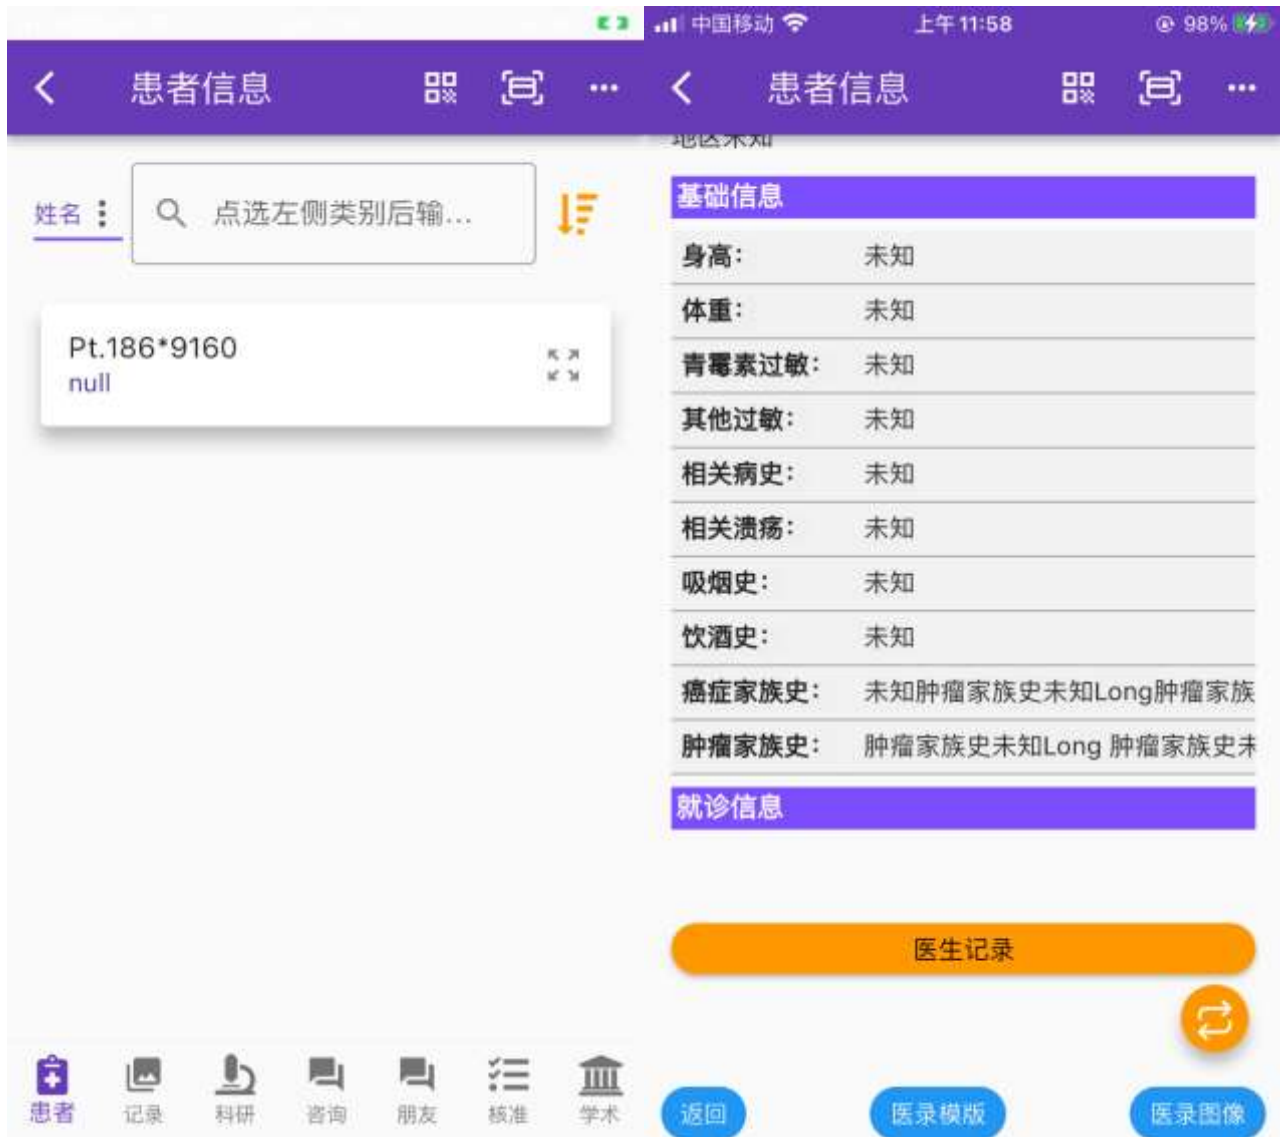 患者信息
姓名
点选左侧类别后输...
Pt.186*9160
null
患者
记录
科研
咨询
朋友
核准
学术
中国移动
上午11:58
98%
患者信息
地区未知
基础信息
身高： 未知
体重： 未知
青霉素过敏： 未知
其他过敏： 未知
相关病史： 未知
相关溃疡： 未知
吸烟史： 未知
饮酒史： 未知
癌症家族史： 未知肿瘤家族史未知Long肿瘤家族
肿瘤家族史： 肿瘤家族史未知Long 肿瘤家族史未
就诊信息
医生记录
返回
医录模版
医录图像